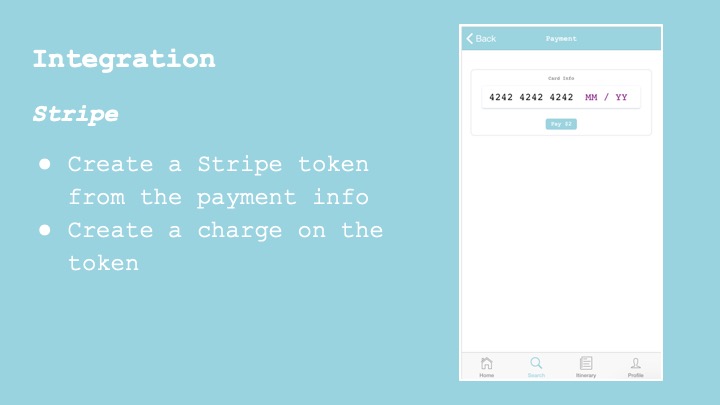 Integration
Stripe
● Create a Stripe token
from the payment info
● Create a charge on the
token
Back
Payment
Card Info
4242 4242 4242 MM / YY
Pay $2
Home
Search
Itinerary
Profile